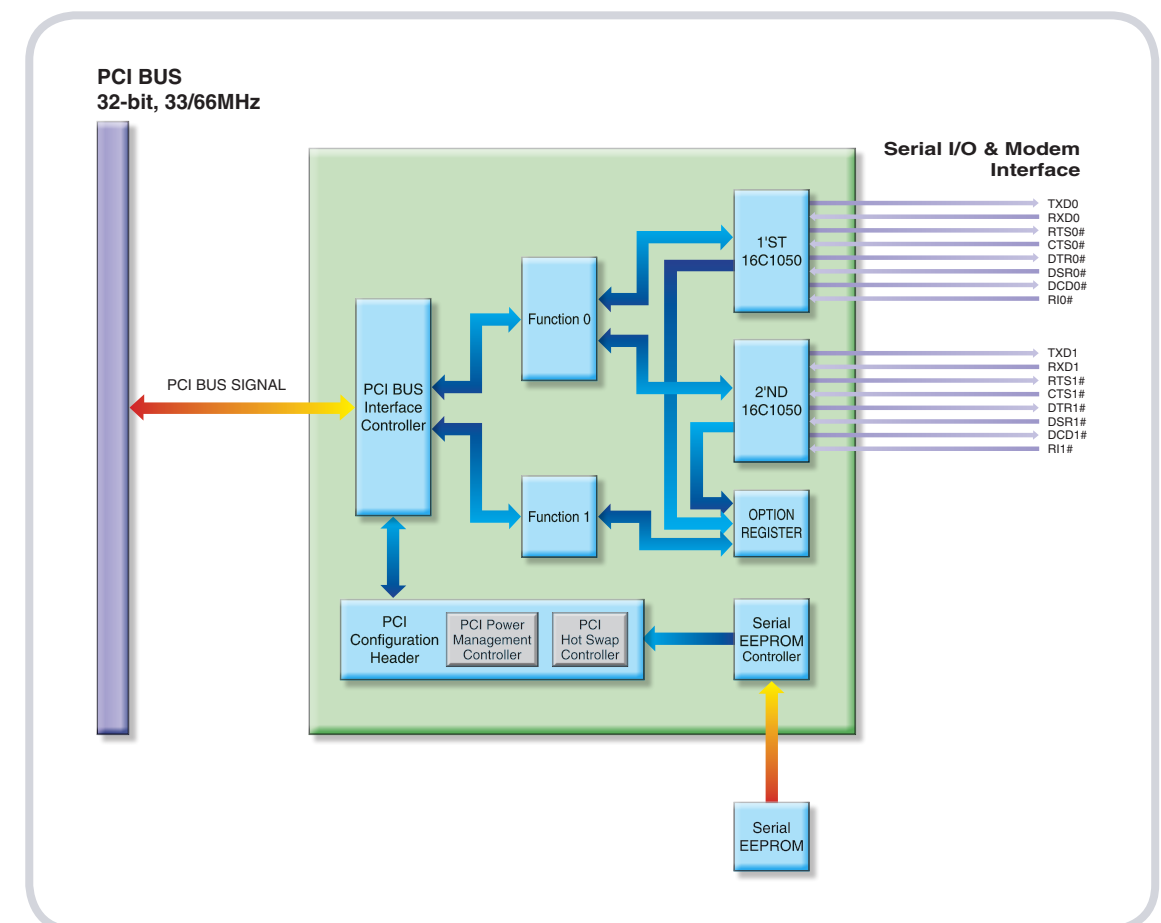 PCI BUS
32-bit, 33/66MHz
Serial I/O & Modem
Interface
TXD0
RXD0
RTS0#
CTS0#
DTR0#
DSR0#
DCD0#
RI0#
1'ST
16C1050
Function 0
TXD1
RXD1
RTS1#
CTS1#
DTR1#
DSR1#
DCD1#
RI1#
2'ND
16C1050
PCI BUS SIGNAL
PCI BUS
Interface
Controller
Function 1
OPTION
REGISTER
PCI
Configuration
Header
PCI Power
Management
Controller
PCI
Hot Swap
Controller
Serial
EEPROM
Controller
Serial
EEPROM